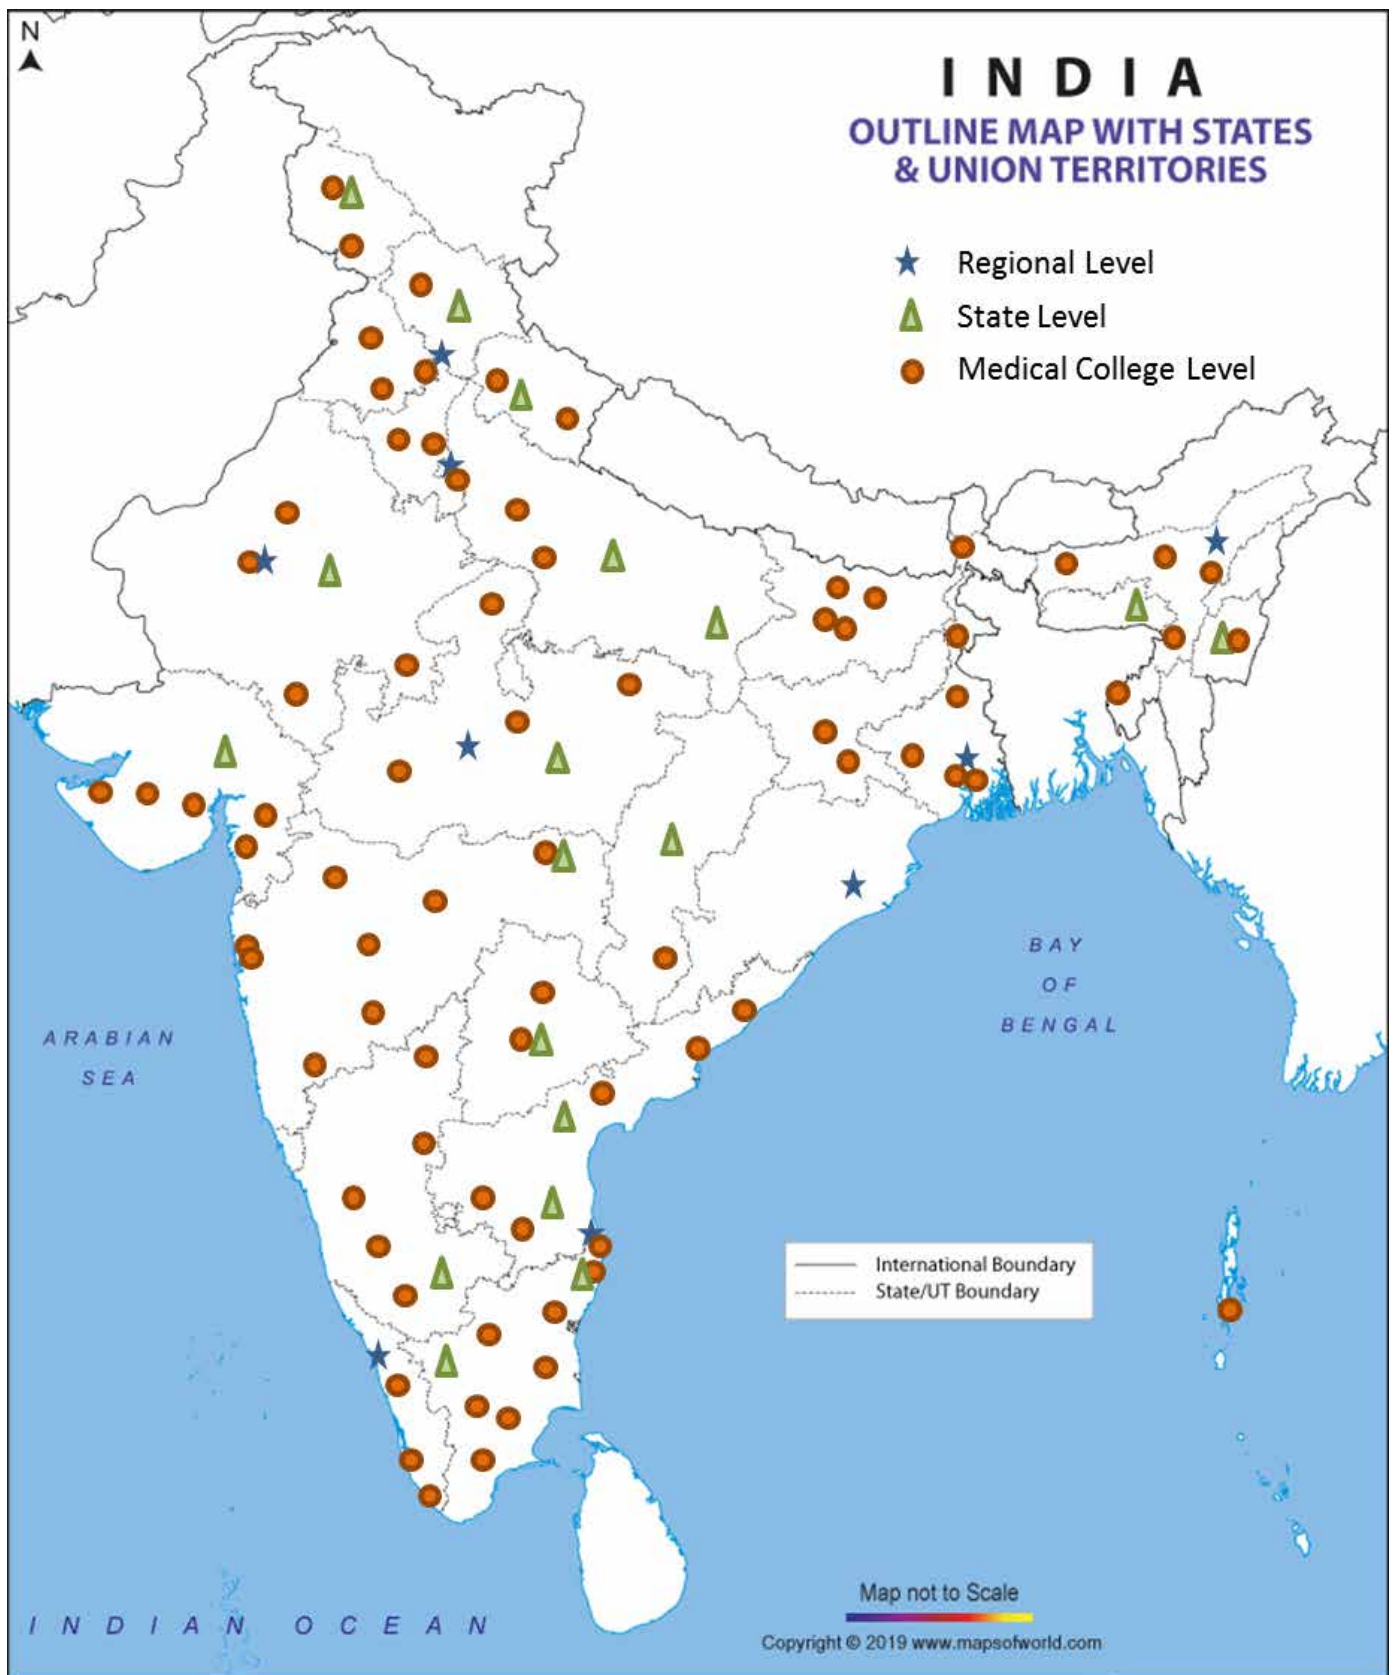 N
INDIA
OUTLINE MAP WITH STATES
& UNION TERRITORIES
Regional Level
State Level
Medical College Level
BAY
OF
BENGAL
ARABIAN
SEA
International Boundary
State/UT Boundary
Map not to Scale
INDIAN OCEAN
Copyright © 2019 www.mapsofworld.com